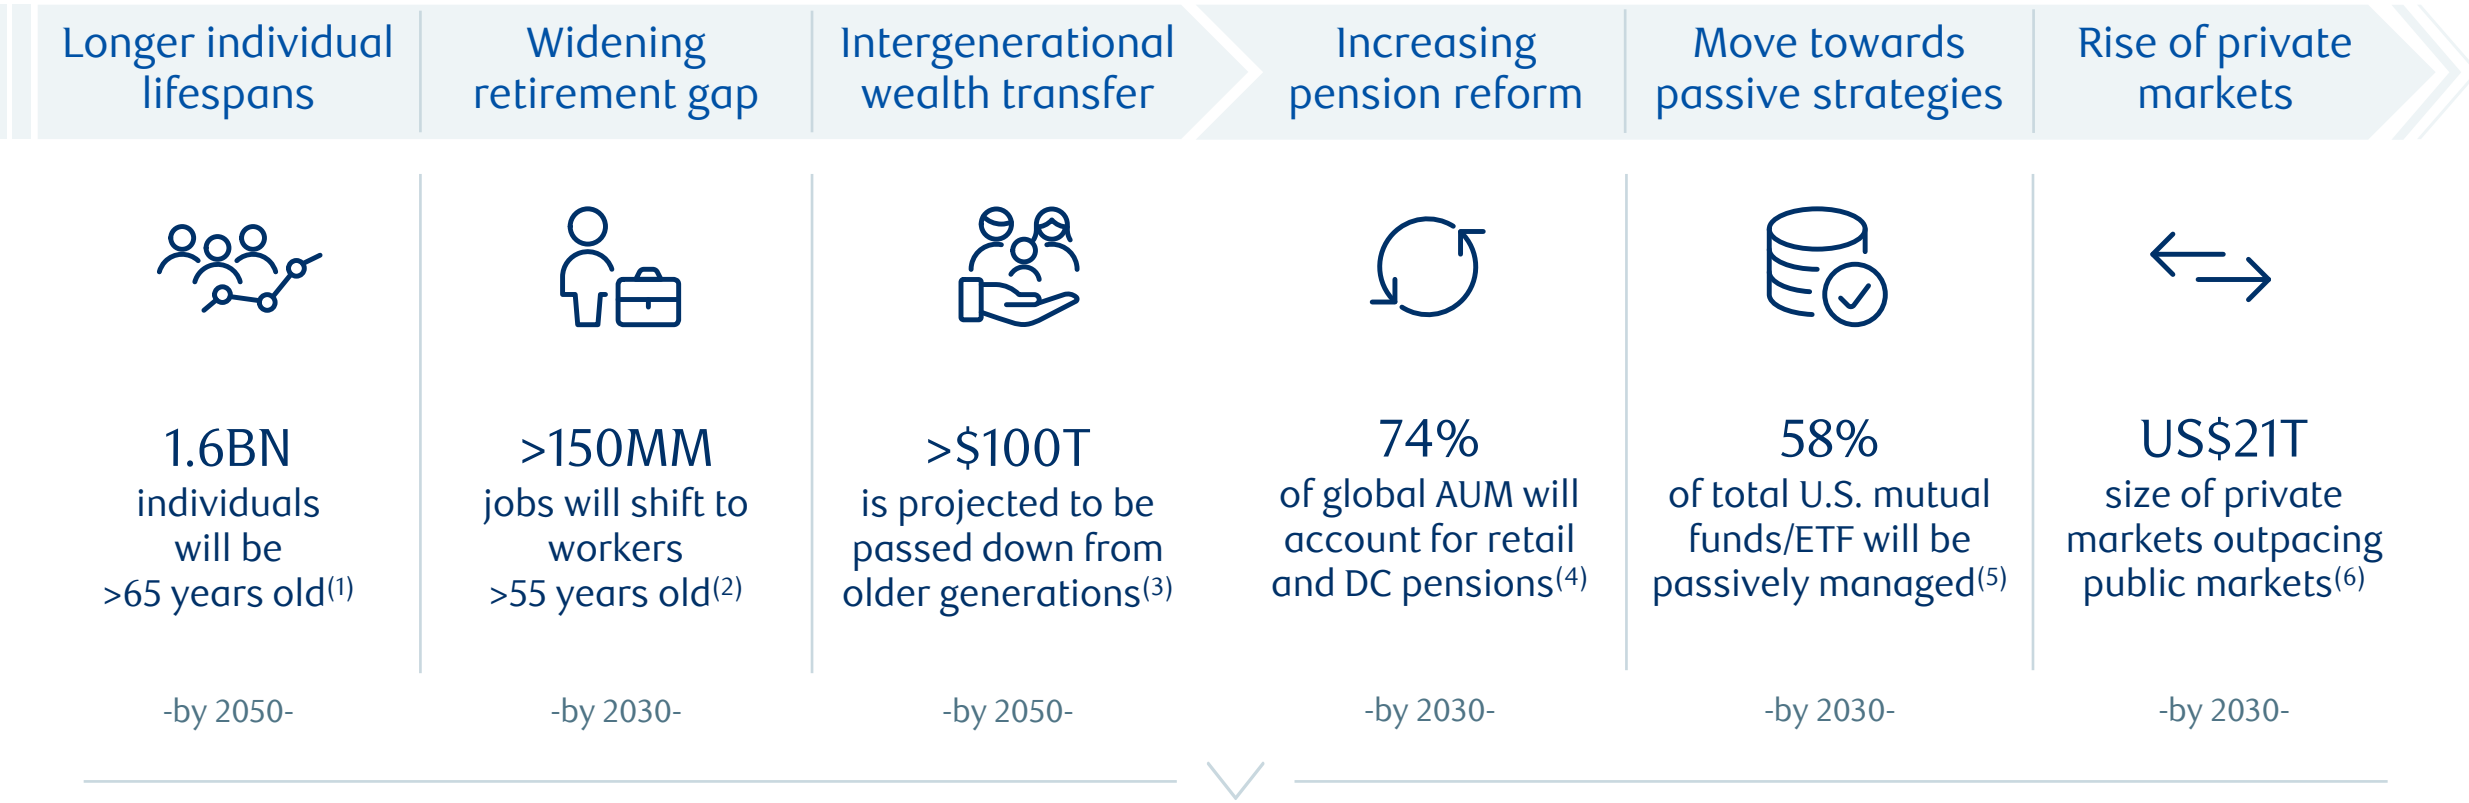 Longer individual
lifespans
Widening
retirement gap
Intergenerational
wealth transfer
Increasing
pension reform
Move towards
passive strategies
Rise of private
markets
1.6BN
individuals
will be
>65 years old(1)
-by 2050-
>150MM
jobs will shift to
workers
>55 years old(2)
-by 2030-
>$100T
is projected to be
passed down from
older generations(3)
-by 2050-
74%
of global AUM will
account for retail
and DC pensions(4)
-by 2030-
58%
of total U.S. mutual
funds/ETF will be
passively managed(5)
-by 2030-
US$21T
size of private
markets outpacing
public markets(6)
-by 2030-